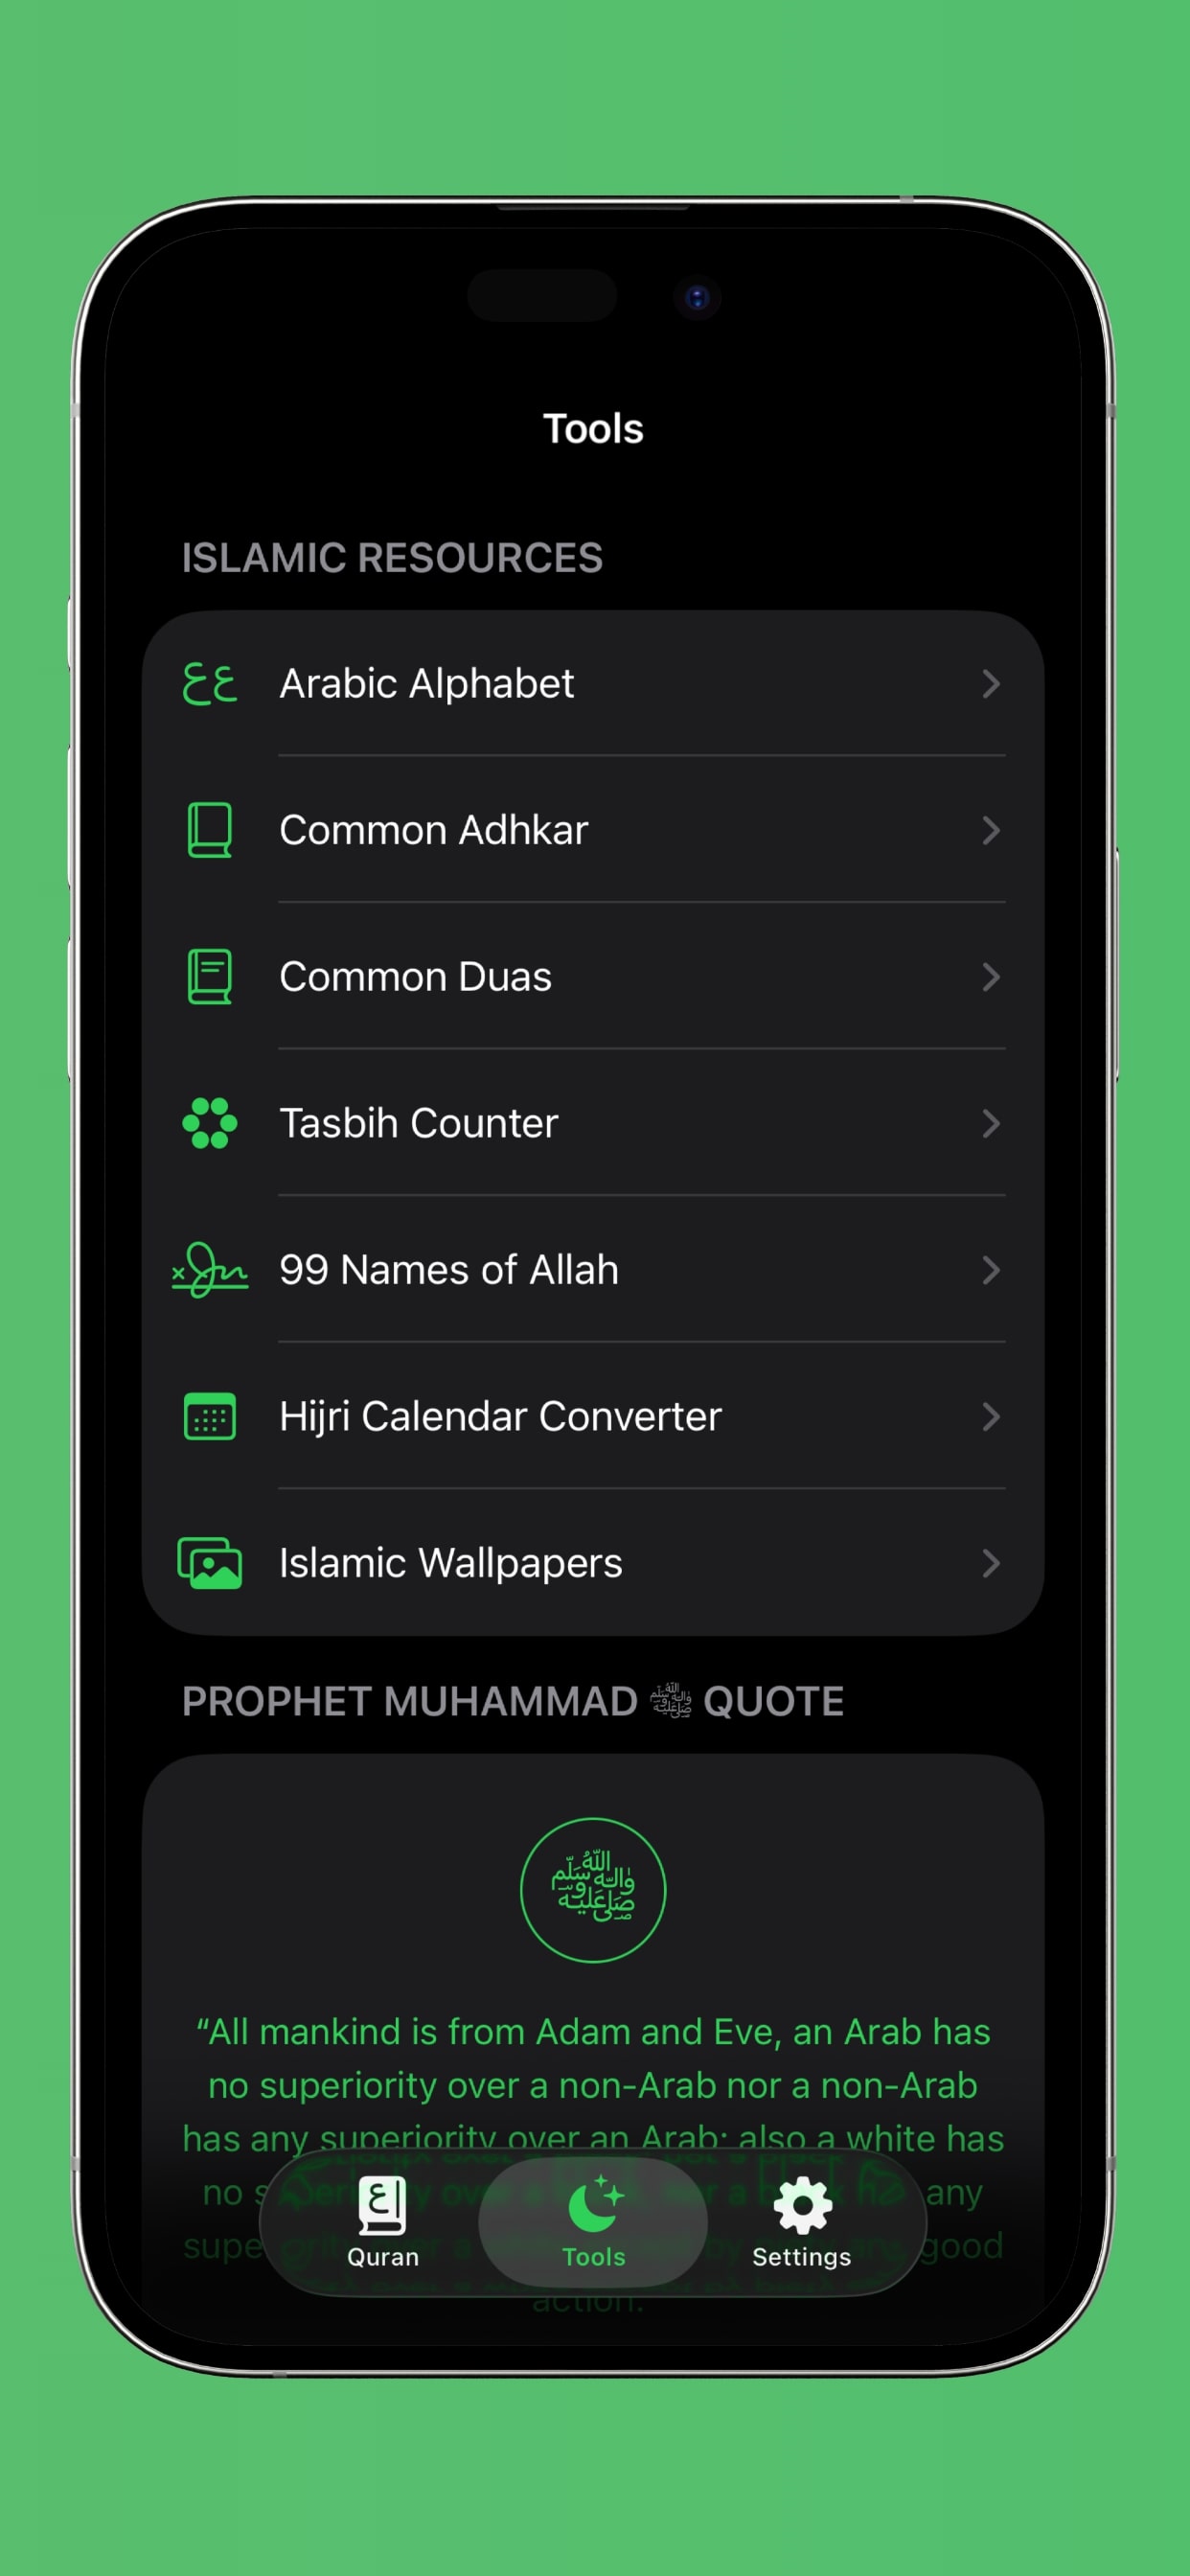 Tools
ISLAMIC RESOURCES
عع Arabic Alphabet
Common Adhkar
Common Duas
Tasbih Counter
99 Names of Allah
Hijri Calendar Converter
Islamic Wallpapers
PROPHET MUHAMMAD ﷺ QUOTE
ﷺ
“All mankind is from Adam and Eve, an Arab has
no superiority over a non-Arab nor a non-Arab
has any superiority over an Arab; also a white has
no any
good
action.
ع
Quran
Tools
Settings